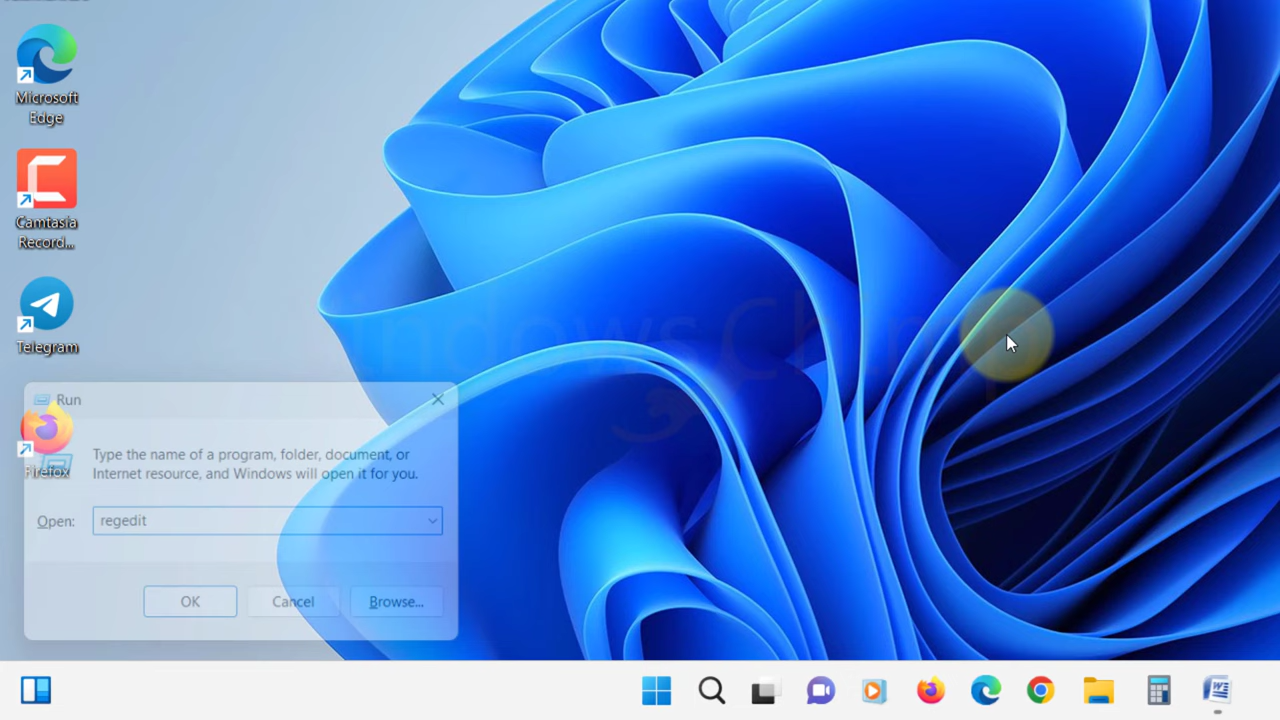 Microsoft
Edge
Camtasia
Record...
Telegram
Firefox
Run
Type the name of a program, folder, document, or
Internet resource, and Windows will open it for you.
Open:
regedit
OK
Cancel
Browse...